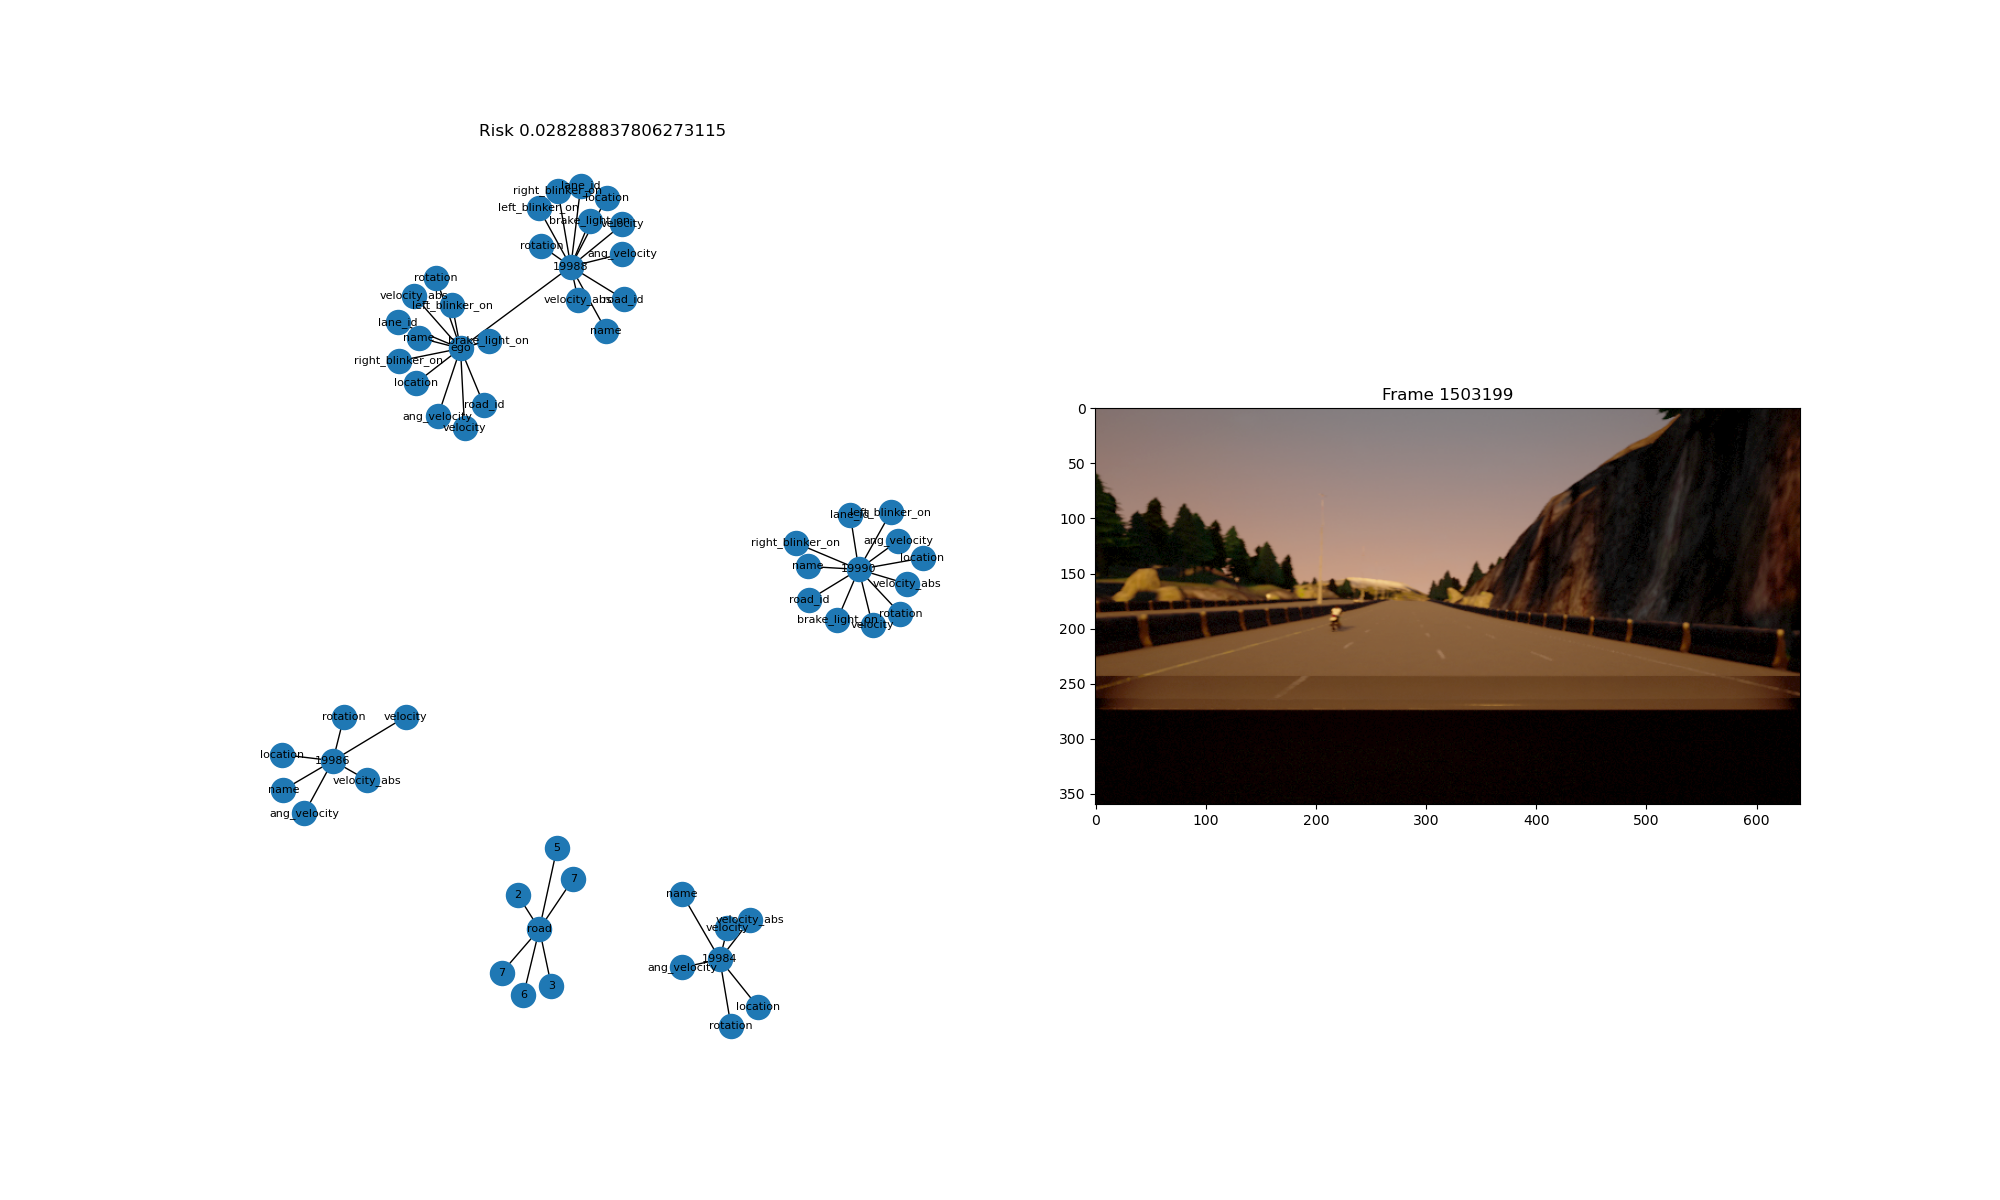 Risk 0.028288837806273115
lane_id
right_blinker_on
location
left_blinker_on
brake_light_on
velocity
rotation
ang_velocity
19988
velocity_abs
road_id
name
rotation
velocity_abs
left_blinker_on
lane_id
name
brake_light_on
ego
right_blinker_on
location
road_id
ang_velocity
velocity
Frame 1503199
0
50
100
150
200
250
300
350
0
100
200
300
400
500
600
lane_id
left_blinker_on
right_blinker_on
ang_velocity
location
name
19990
velocity_abs
road_id
rotation
brake_light_on
velocity
rotation
velocity
location
19986
velocity_abs
name
ang_velocity
5
7
2
road
7
6
3
name
velocity_abs
velocity
19984
ang_velocity
location
rotation